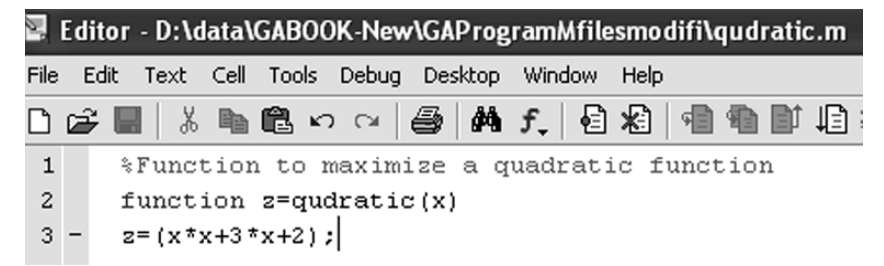 Editor - D:\data\GABOOK-New\GAProgramMfilesmodifi\qudratic.m
File Edit Text Cell Tools Debug Desktop Window Help
1 %Function to maximize a quadratic function
2 function z=qudratic(x)
3 - z=(x*x+3*x+2);